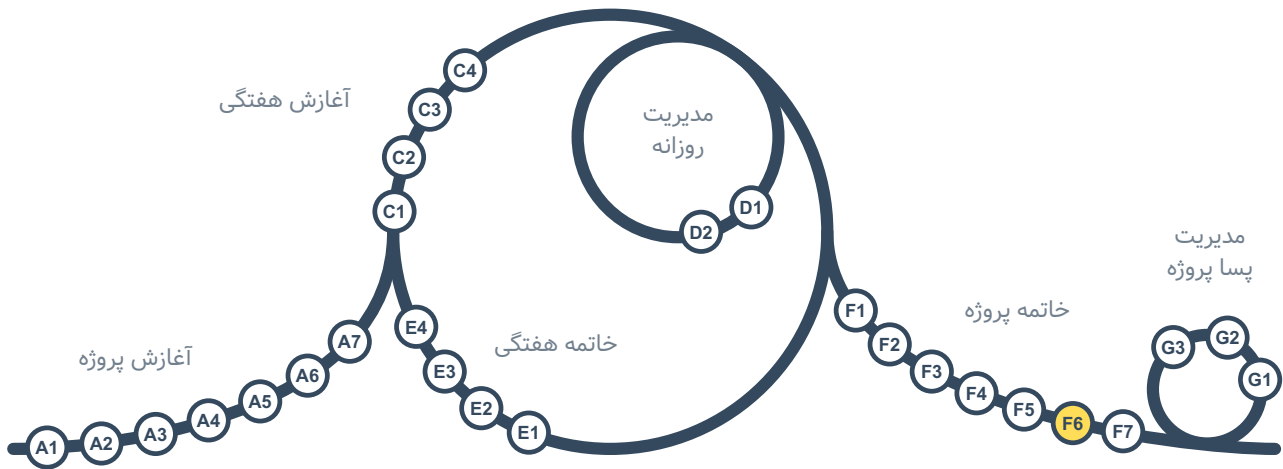 آغازش پروژه
A1
A2
A3
A4
A5
A6
A7
آغازش هفتگی
C1
C2
C3
C4
مدیریت
روزانه
D1
D2
خاتمه هفتگی
E1
E2
E3
E4
خاتمه پروژه
F1
F2
F3
F4
F5
F6
F7
مدیریت
پسا پروژه
G1
G2
G3